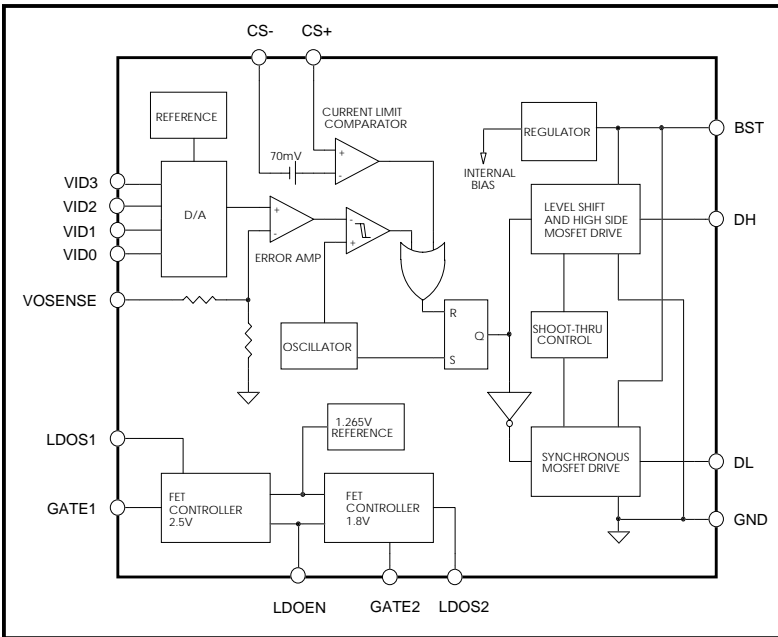 CS-
CS+
REFERENCE
CURRENT LIMIT
COMPARATOR
70mV
+
-
REGULATOR
INTERNAL
BIAS
BST
VID3
VID2
VID1
VID0
D/A
+
-
ERROR AMP
-
+
LEVEL SHIFT
AND HIGH SIDE
MOSFET DRIVE
DH
VOSENSE
OSCILLATOR
R
Q
S
SHOOT-THRU
CONTROL
1.265V
REFERENCE
LDOS1
GATE1
FET
CONTROLLER
2.5V
FET
CONTROLLER
1.8V
SYNCHRONOUS
MOSFET DRIVE
DL
GND
LDOEN
GATE2
LDOS2